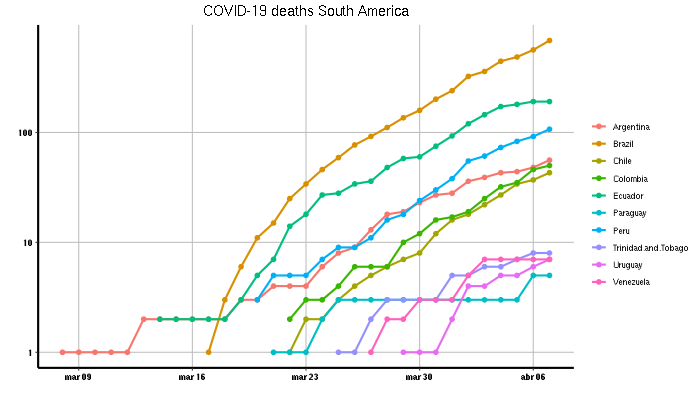 COVID-19 deaths South America
100
10
1
mar 09
mar 16
mar 23
mar 30
abr 06
Argentina
Brazil
Chile
Colombia
Ecuador
Paraguay
Peru
Trinidad.and.Tobago
Uruguay
Venezuela